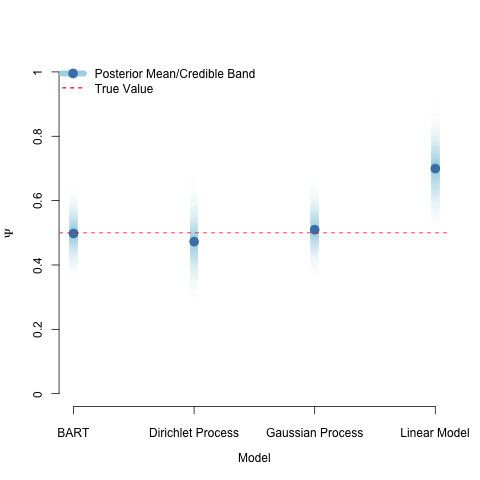 Posterior Mean/Credible Band
True Value
Ψ
1
0.8
0.6
0.4
0.2
0
BART Dirichlet Process Gaussian Process Linear Model
Model